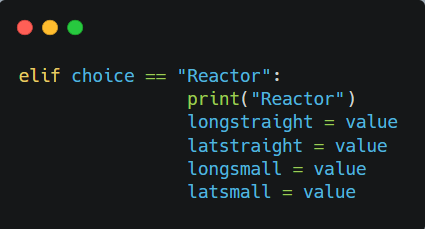 elif choice == "Reactor":
print("Reactor")
longstraight = value
latstraight = value
longsmall = value
latsmall = value